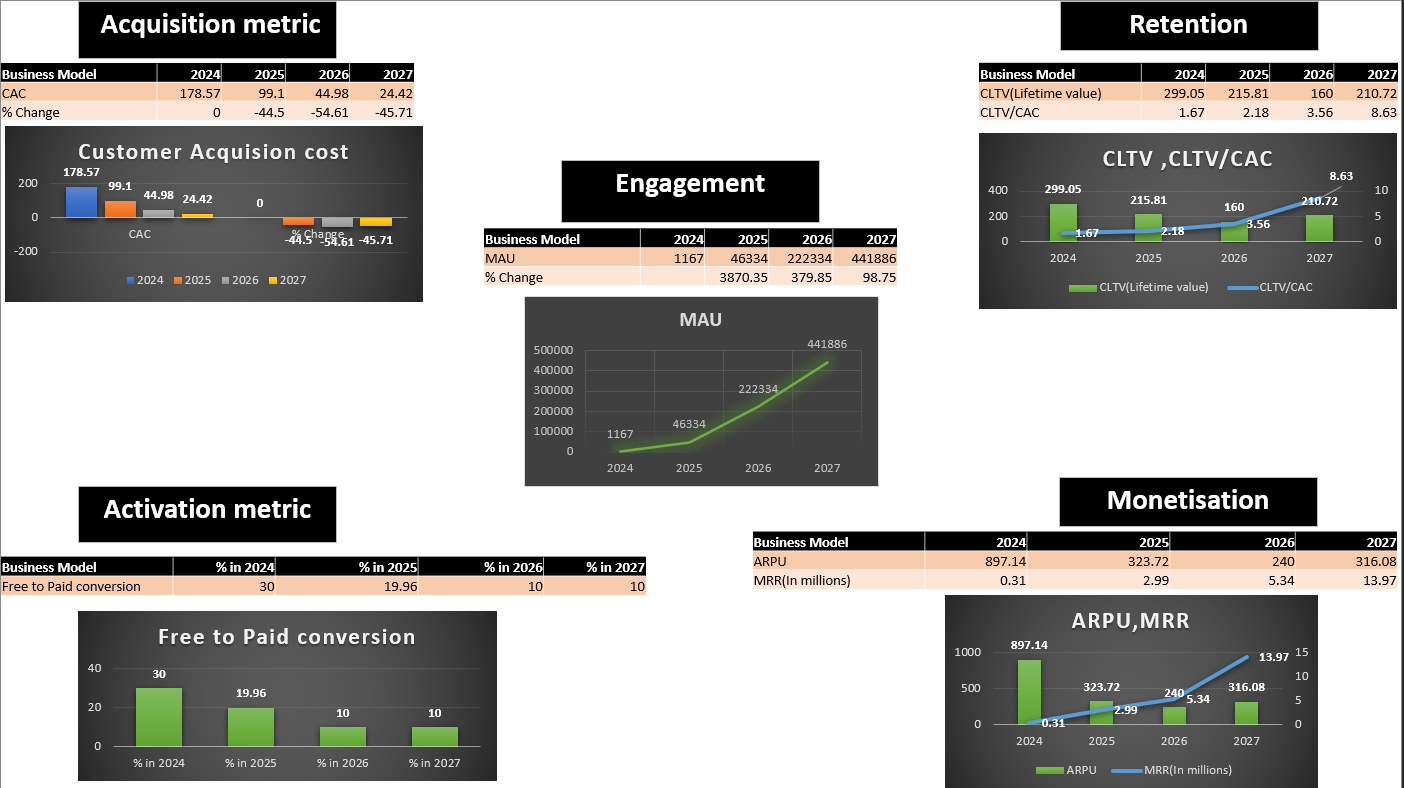 Acquisition metric
Business Model 2024 2025 2026 2027
CAC 178.57 99.1 44.98 24.42
% Change 0 -44.5 -54.61 -45.71
Customer Acquision cost
178.57
99.1
44.98
24.42
0
-44.5
-54.61
-45.71
200
0
-200
CAC
% Change
2024 2025 2026 2027
Retention
Business Model 2024 2025 2026 2027
CLTV(Lifetime value) 299.05 215.81 160 210.72
CLTV/CAC 1.67 2.18 3.56 8.63
CLTV ,CLTV/CAC
400
200
0
10
5
0
299.05
215.81
160
210.72
1.67
2.18
3.56
8.63
2024 2025 2026 2027
CLTV(Lifetime value) CLTV/CAC
Engagement
Business Model 2024 2025 2026 2027
MAU 1167 46334 222334 441886
% Change 3870.35 379.85 98.75
MAU
500000
400000
300000
200000
100000
0
1167
46334
222334
441886
2024 2025 2026 2027
Activation metric
Business Model % in 2024 % in 2025 % in 2026 % in 2027
Free to Paid conversion 30 19.96 10 10
Free to Paid conversion
40
20
0
30
19.96
10
10
% in 2024 % in 2025 % in 2026 % in 2027
Monetisation
Business Model 2024 2025 2026 2027
ARPU 897.14 323.72 240 316.08
MRR(In millions) 0.31 2.99 5.34 13.97
ARPU,MRR
1000
500
0
15
10
5
0
897.14
323.72
240
316.08
0.31
2.99
5.34
13.97
2024 2025 2026 2027
ARPU MRR(In millions)